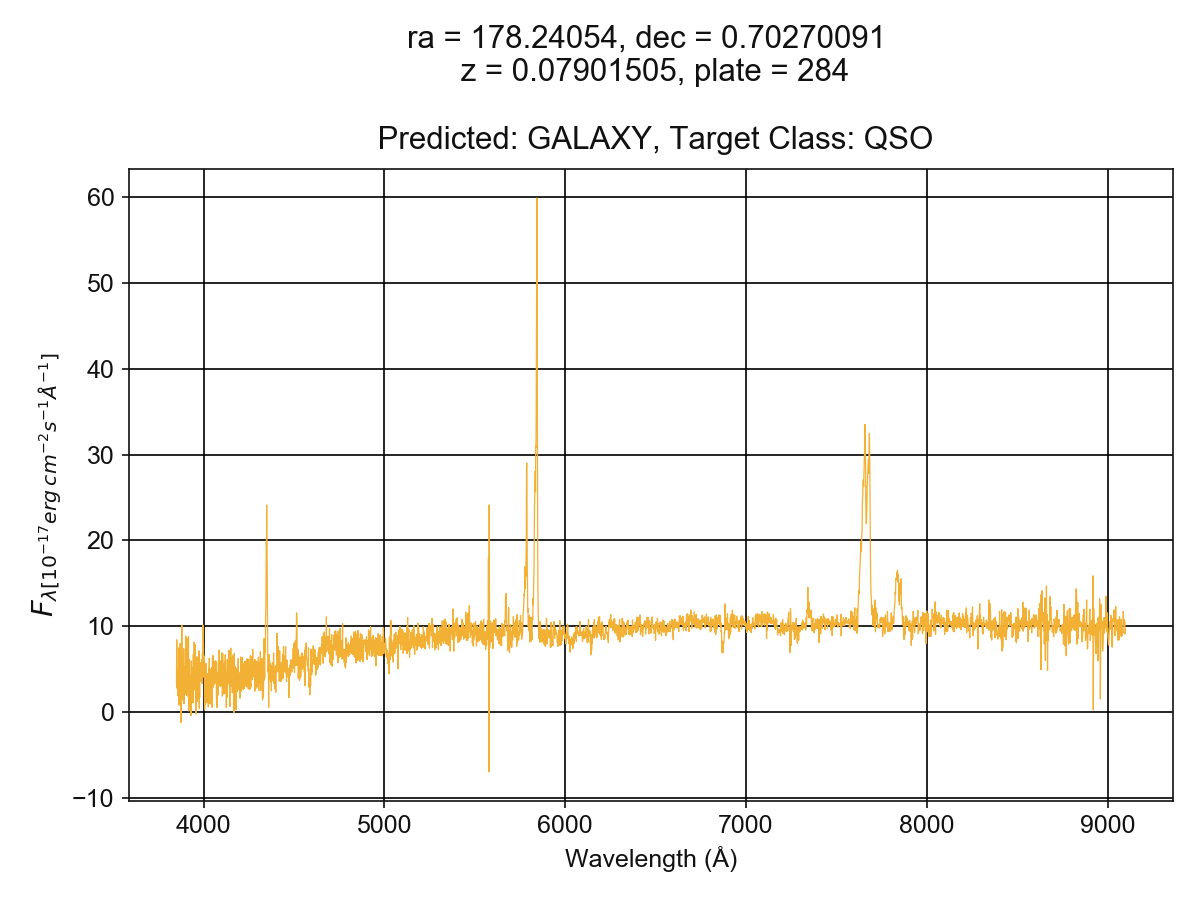 ra = 178.24054, dec = 0.70270091
z = 0.07901505, plate = 284
Predicted: GALAXY, Target Class: QSO
60
50
40
30
20
10
0
−10
F_λ[10^−17 erg cm^−2 s^−1 Å^−1]
4000 5000 6000 7000 8000 9000
Wavelength (Å)